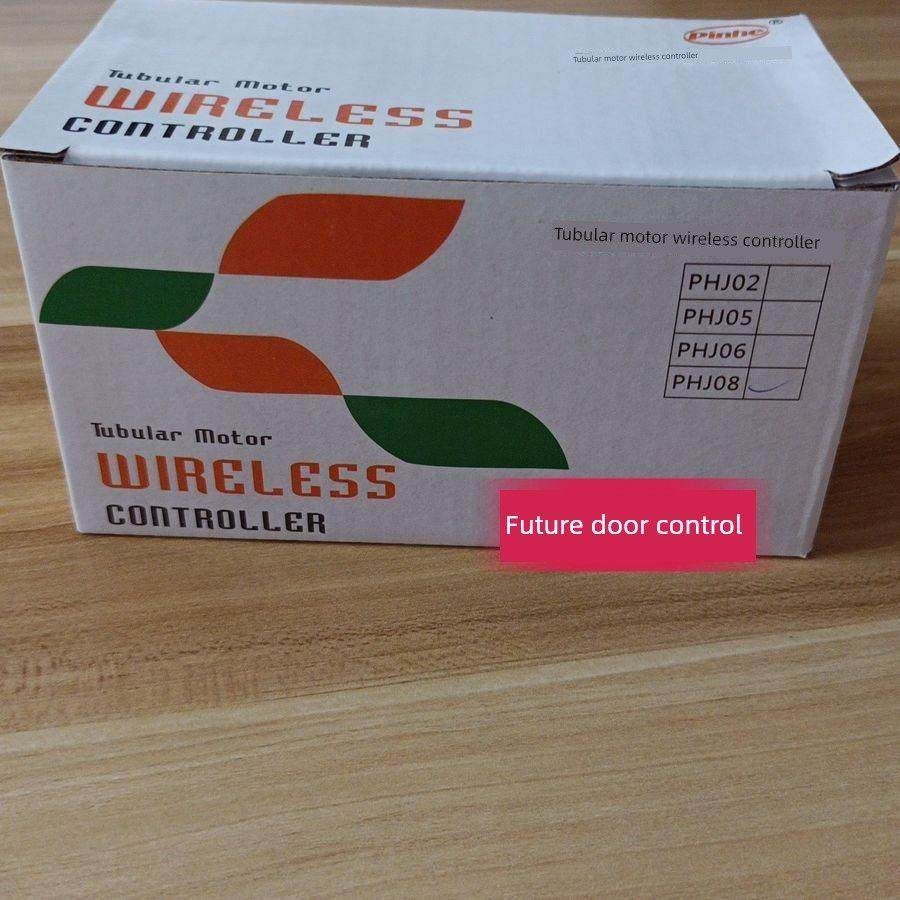 Pinhe®
Tubular motor wireless controller
Tubular Motor
WIRELESS
CONTROLLER
Tubular motor wireless controller
PHJ02
PHJ05
PHJ06
PHJ08
Tubular Motor
WIRELESS
CONTROLLER
Future door control